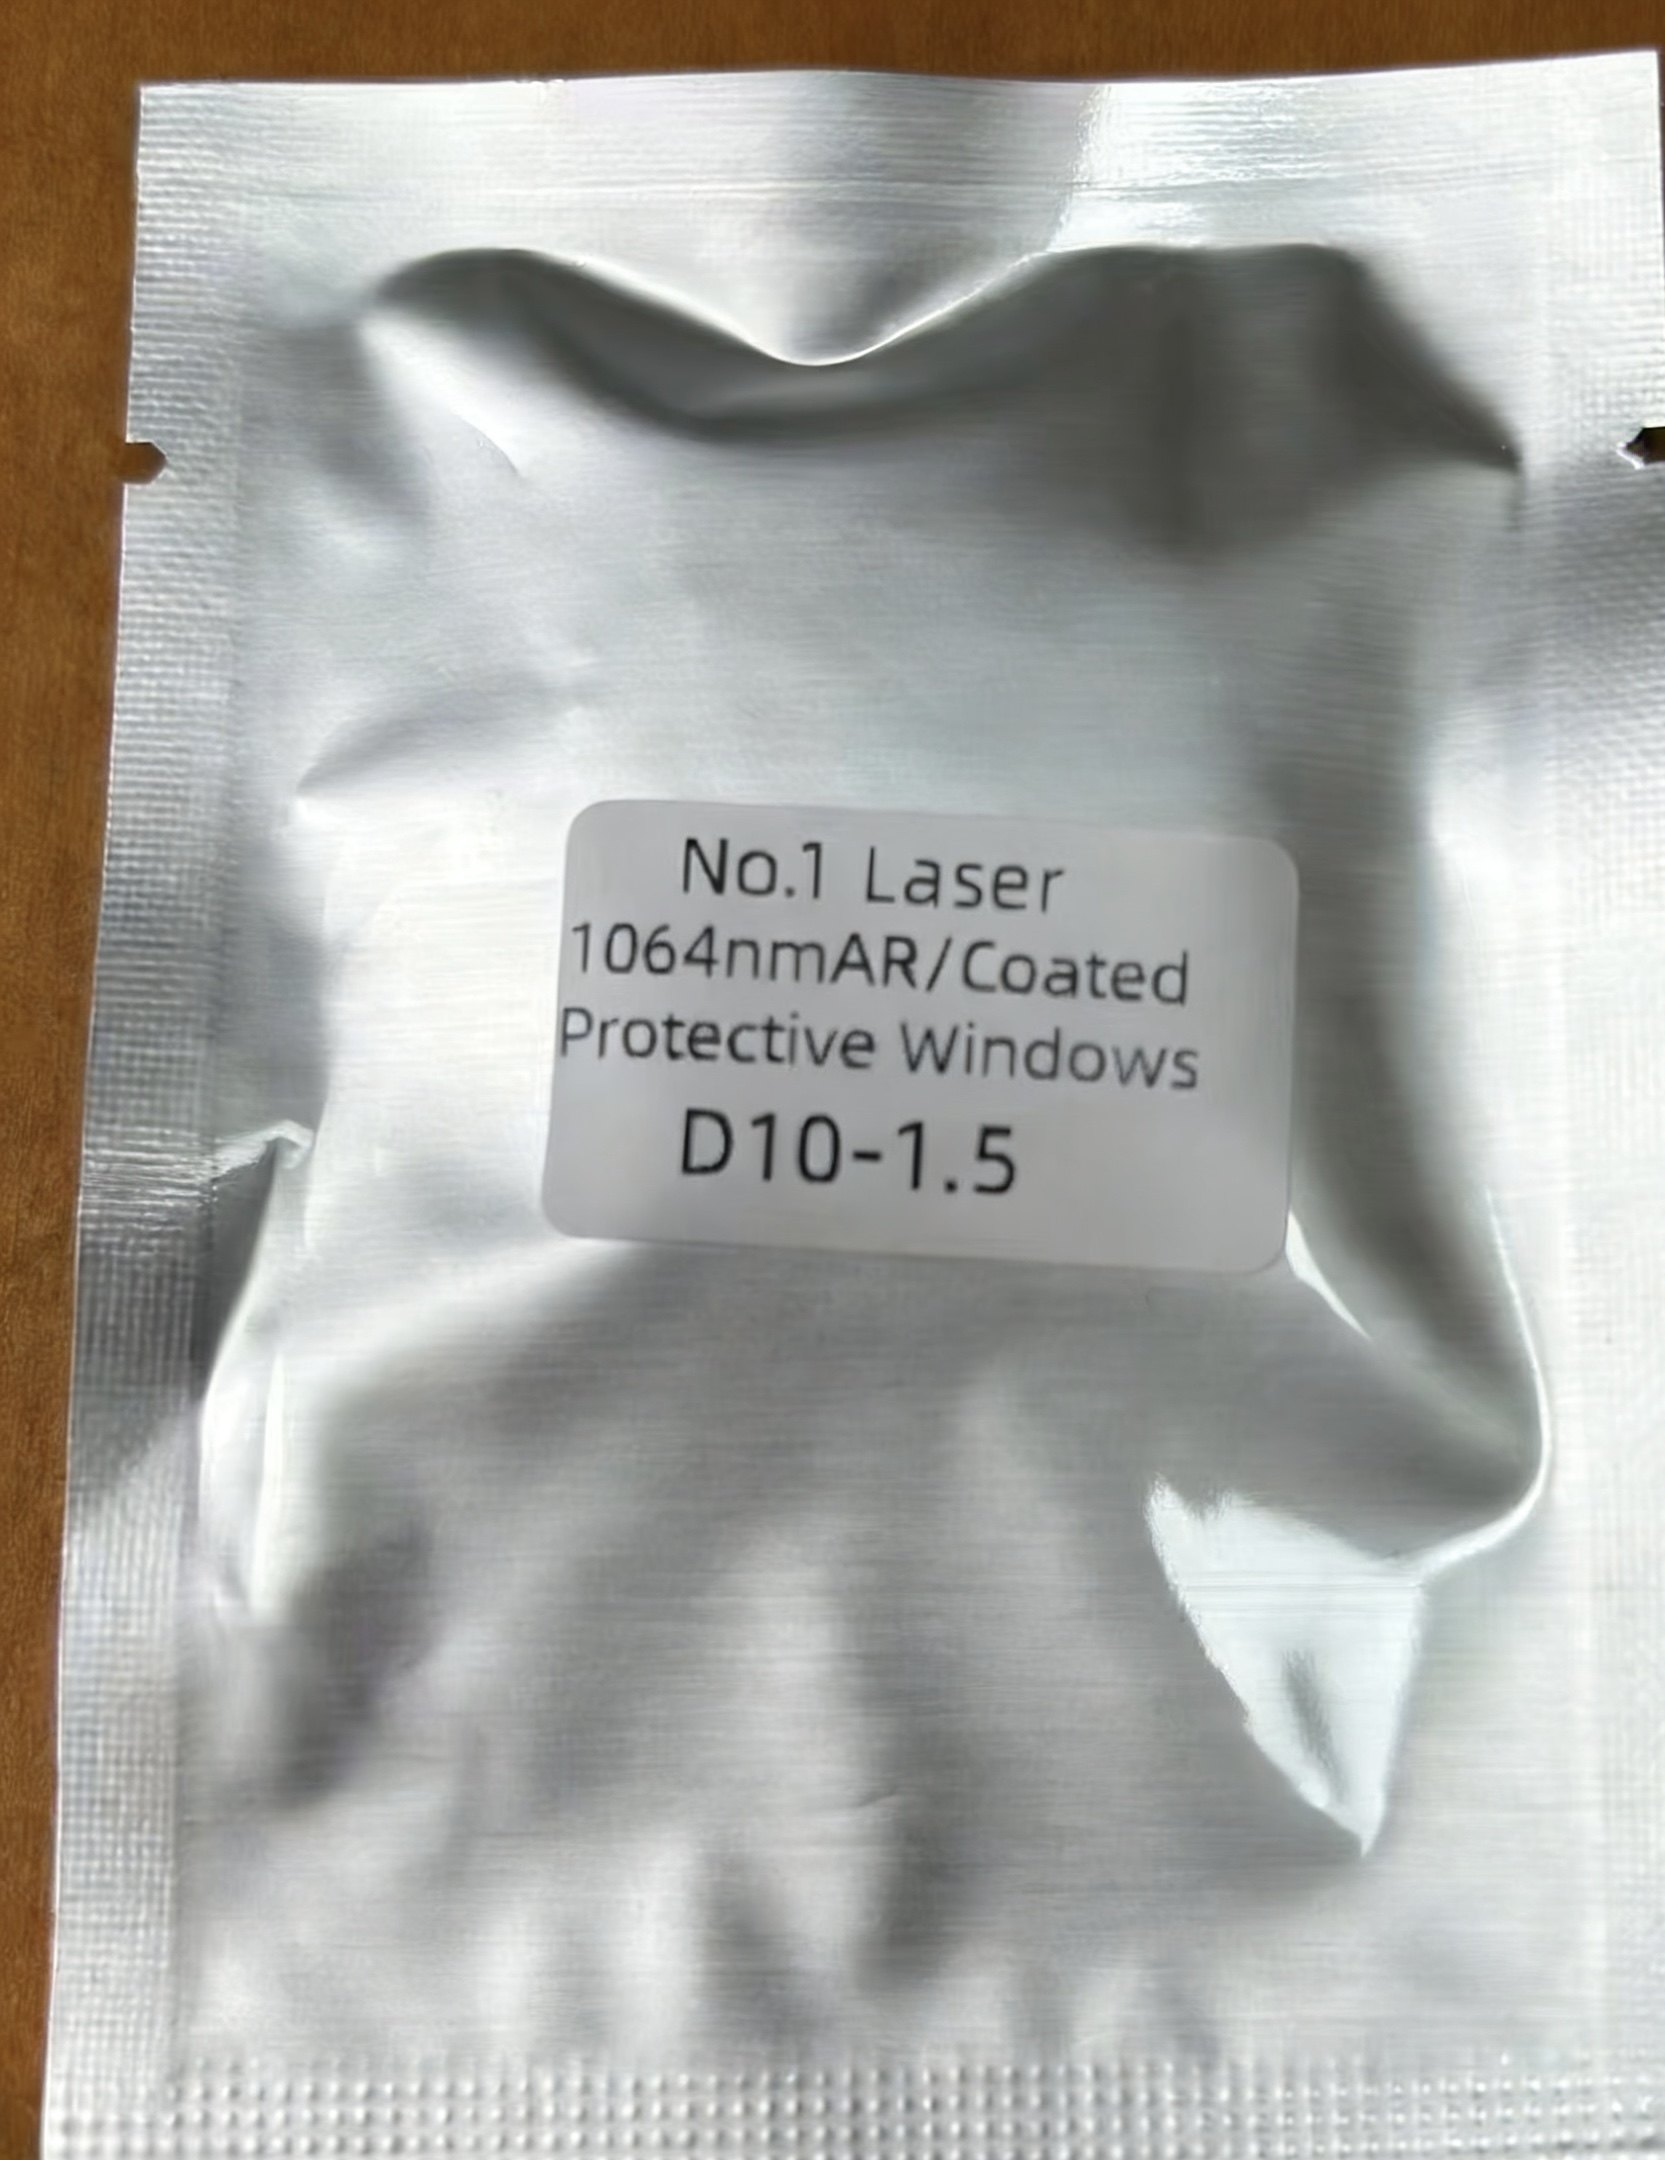 No.1 Laser
1064nmAR/Coated
Protective Windows
D10-1.5